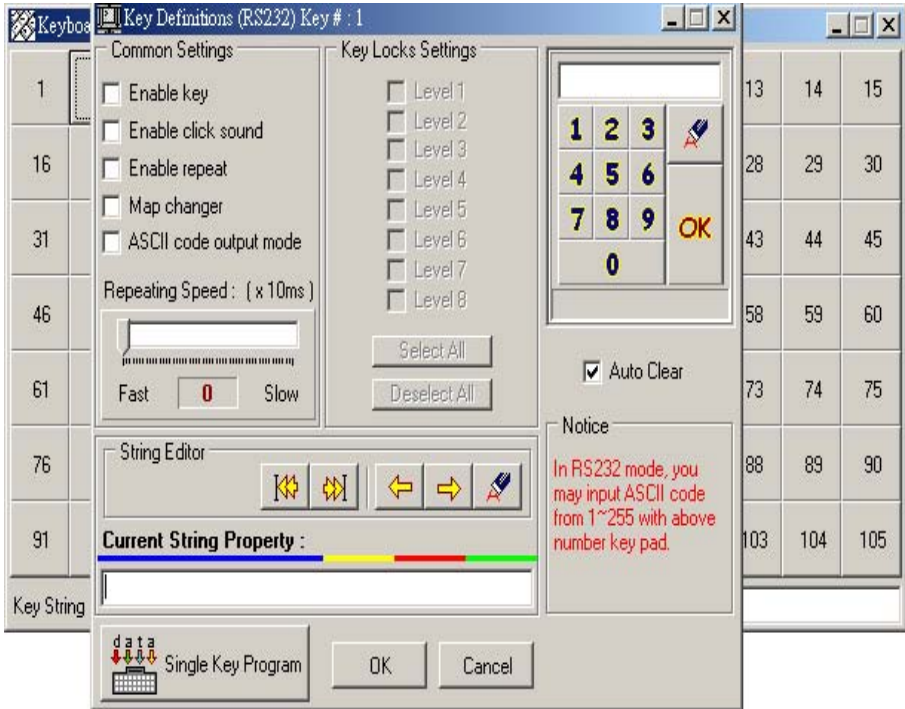 Keyboa
Key Definitions (RS232) Key # : 1
Common Settings
Enable key
Enable click sound
Enable repeat
Map changer
ASCII code output mode
Repeating Speed : ( x 10ms )
Fast 0 Slow
Key Locks Settings
Level 1
Level 2
Level 3
Level 4
Level 5
Level 6
Level 7
Level 8
Select All
Deselect All
1 2 3
4 5 6
7 8 9
0
OK
Auto Clear
Notice
In RS232 mode, you
may input ASCII code
from 1~255 with above
number key pad.
String Editor
Current String Property :
data
Single Key Program
OK
Cancel
1 13 14 15
16 28 29 30
31 43 44 45
46 58 59 60
61 73 74 75
76 88 89 90
91 103 104 105
Key String